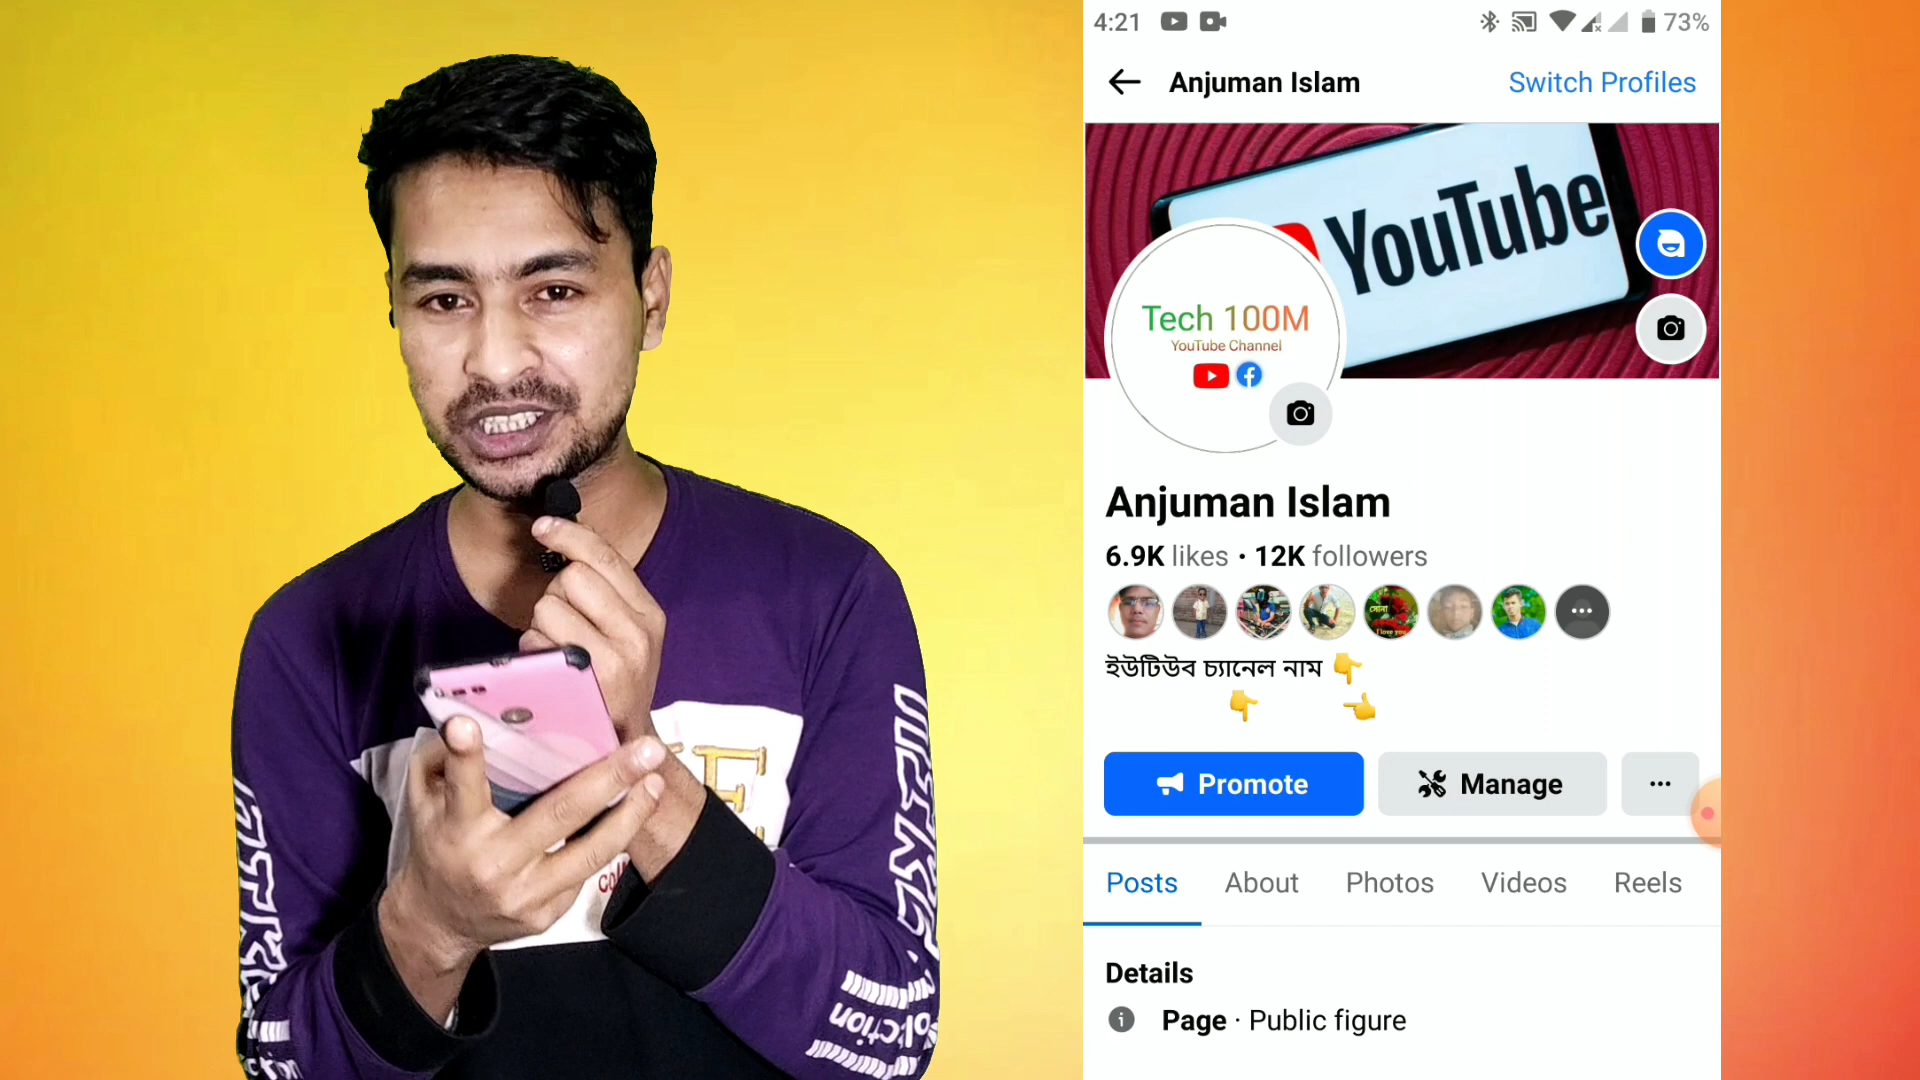 4:21
73%
Anjuman Islam
Switch Profiles
YouTube
Tech 100M
YouTube Channel
Anjuman Islam
6.9K likes • 12K followers
ইউটিউব চ্যানেল নাম 👇
👇 👈
Promote
Manage
Posts
About
Photos
Videos
Reels
Details
Page · Public figure